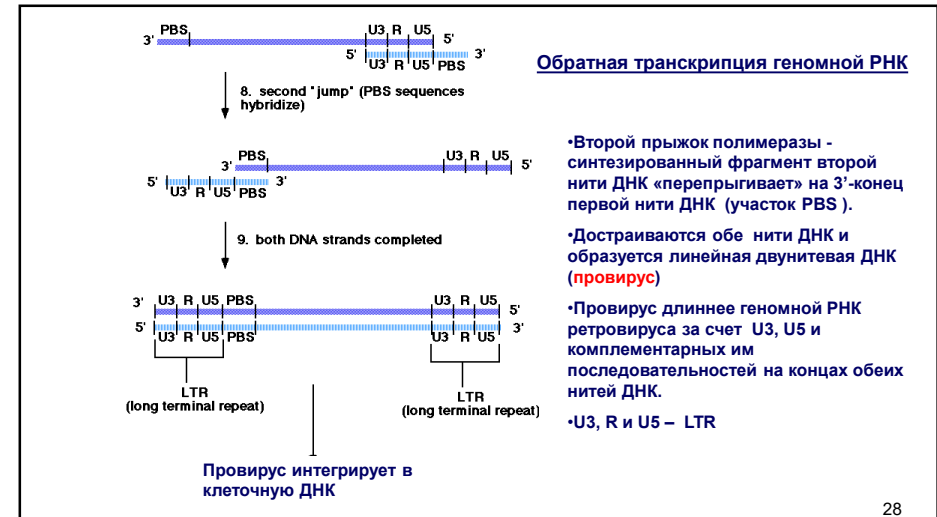 PBS U3 R U5
3' 5'
5' 3'
U3 R U5 PBS
8. second "jump" (PBS sequences
hybridize)
PBS U3 R U5
3' 5'
5' 3'
U3 R U5 PBS
9. both DNA strands completed
3' U3 R U5 PBS U3 R U5 5'
5' U3 R U5 PBS U3 R U5 3'
LTR
(long terminal repeat)
LTR
(long terminal repeat)
Провирус интегрирует в
клеточную ДНК
Обратная транскрипция геномной РНК
•Второй прыжок полимеразы -
синтезированный фрагмент второй
нити ДНК «перепрыгивает» на 3’-конец
первой нити ДНК (участок PBS ).
•Достраиваются обе нити ДНК и
образуется линейная двунитевая ДНК
(провирус)
•Провирус длиннее геномной РНК
ретровируса за счет U3, U5 и
комплементарных им
последовательностей на концах обеих
нитей ДНК.
•U3, R и U5 – LTR
28